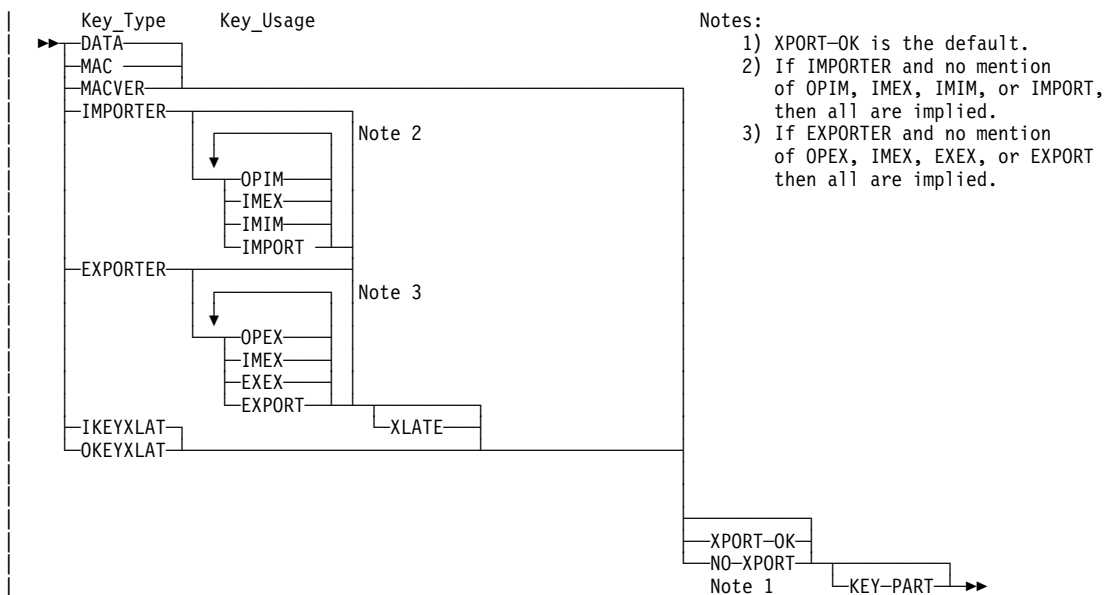 Key_Type Key_Usage Notes:
DATA 1) XPORT-OK is the default.
MAC 2) If IMPORTER and no mention
MACVER of OPIM, IMEX, IMIM, or IMPORT,
IMPORTER then all are implied.
Note 2 3) If EXPORTER and no mention
of OPEX, IMEX, EXEX, or EXPORT
OPIM then all are implied.
IMEX
IMIM
IMPORT
EXPORTER
Note 3
OPEX
IMEX
EXEX
EXPORT
IKEYXLAT XLATE
OKEYXLAT
XPORT-OK
NO-XPORT
Note 1 KEY-PART